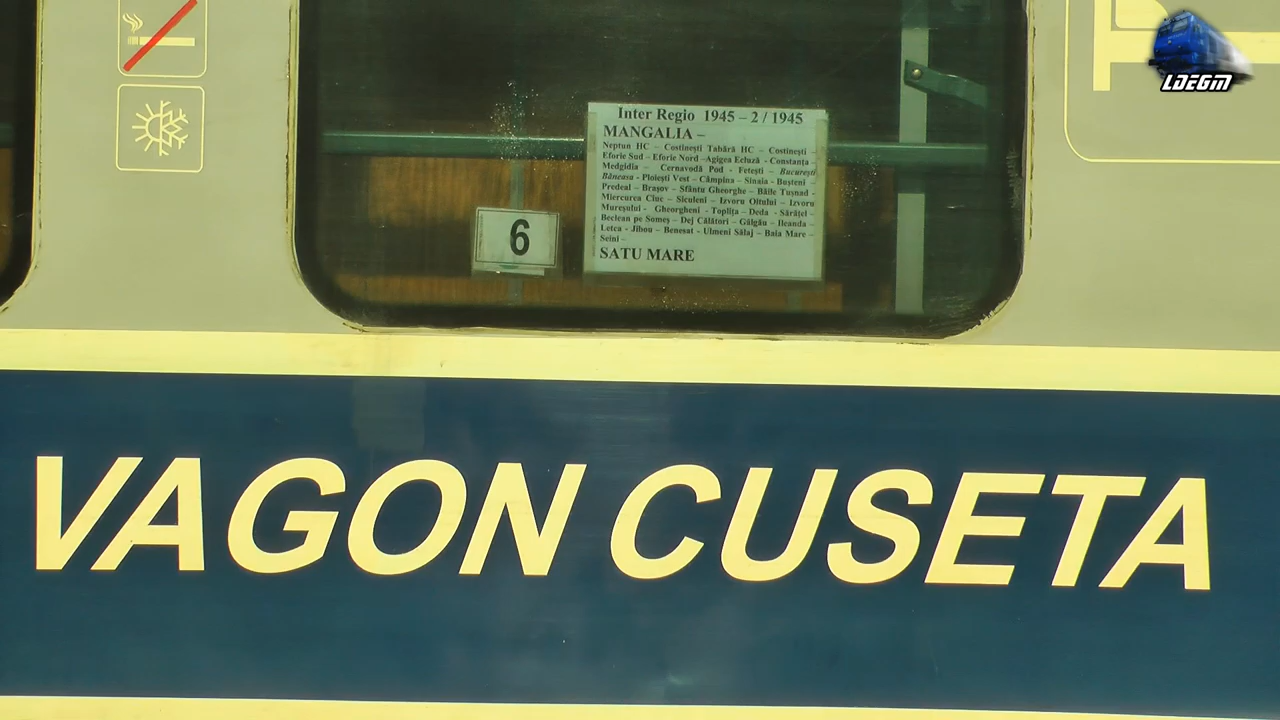 LDEGM
Inter Regio 1945 – 2 / 1945
MANGALIA –
Neptun HC – Costinești Tabără HC – Costinești –
Eforie Sud – Eforie Nord –Agigea Ecluză - Constanța –
Medgidia – Cernavodă Pod - Fetești – București
Băneasa - Ploiești Vest – Câmpina – Sinaia - Bușteni –
Predeal – Brașov – Sfântu Gheorghe – Băile Tușnad -
Miercurea Ciuc – Siculeni – Izvoru Oltului – Izvoru
Mureșului - Gheorgheni - Toplița – Deda - Sărățel –
Beclean pe Someș – Dej Călători – Gâlgău – Ileanda –
Letca - Jibou – Benesat - Ulmeni Sălaj – Baia Mare –
Seini –
SATU MARE
6
VAGON CUSETA